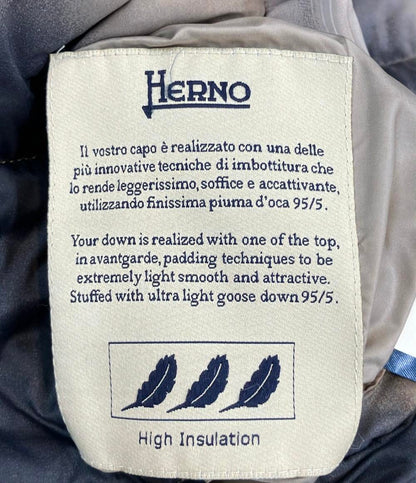 HERNO
Il vostro capo è realizzato con una delle
più innovative tecniche di imbottitura che
lo rende leggerissimo, soffice e accattivante,
utilizzando finissima piuma d'oca 95/5.
Your down is realized with one of the top,
in avantgarde, padding techniques to be
extremely light smooth and attractive.
Stuffed with ultra light goose down 95/5.
High Insulation